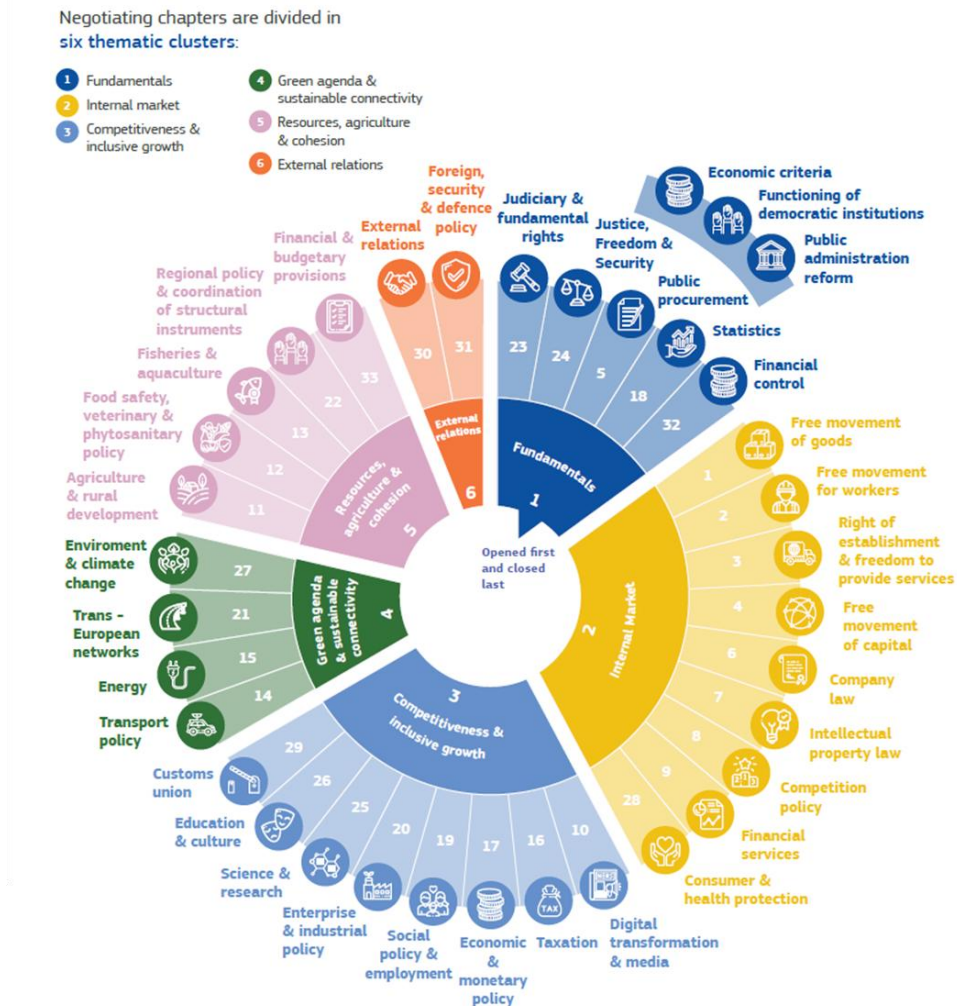 Negotiating chapters are divided in
six thematic clusters:
1 Fundamentals
2 Internal market
3 Competitiveness &
inclusive growth
4 Green agenda &
sustainable connectivity
5 Resources, agriculture
& cohesion
6 External relations
Economic criteria
Functioning of
democratic institutions
Public
administration
reform
Judiciary &
fundamental
rights
Justice,
Freedom &
Security
Public
procurement
Statistics
Financial
control
23
24
5
18
32
Fundamentals
1
Opened first
and closed
last
Free movement
of goods
Free movement
for workers
Right of
establishment
& freedom to
provide services
Free
movement
of capital
Company
law
Intellectual
property law
Competition
policy
Financial
services
Consumer &
health protection
1
2
3
4
6
7
8
9
28
Internal Market
2
Digital
transformation
& media
Taxation
TAX
Economic
&
monetary
policy
Social
policy &
employment
Enterprise
& industrial
policy
Science &
research
Education
& culture
Customs
union
10
16
17
19
20
25
26
29
3
Competitiveness &
inclusive growth
Transport
policy
Energy
Trans -
European
networks
Enviroment
& climate
change
14
15
21
27
Green agenda
& sustainable
connectivity
4
Agriculture
& rural
development
Food safety,
veterinary &
phytosanitary
policy
Fisheries &
aquaculture
Regional policy
& coordination
of structural
instruments
Financial &
budgetary
provisions
11
12
13
22
33
Resources,
agriculture &
cohesion
5
External
relations
Foreign,
security
& defence
policy
30
31
External
relations
6